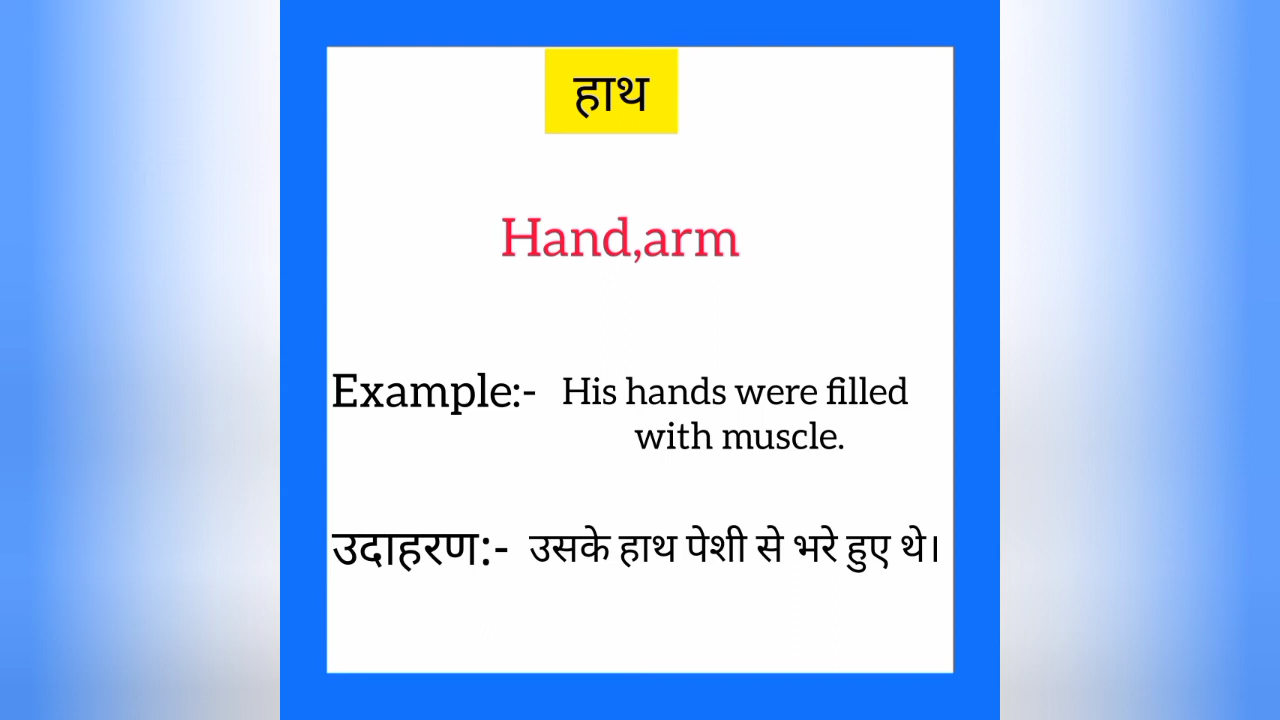 हाथ
Hand,arm
Example:- His hands were filled
with muscle.
उदाहरण:- उसके हाथ पेशी से भरे हुए थे।